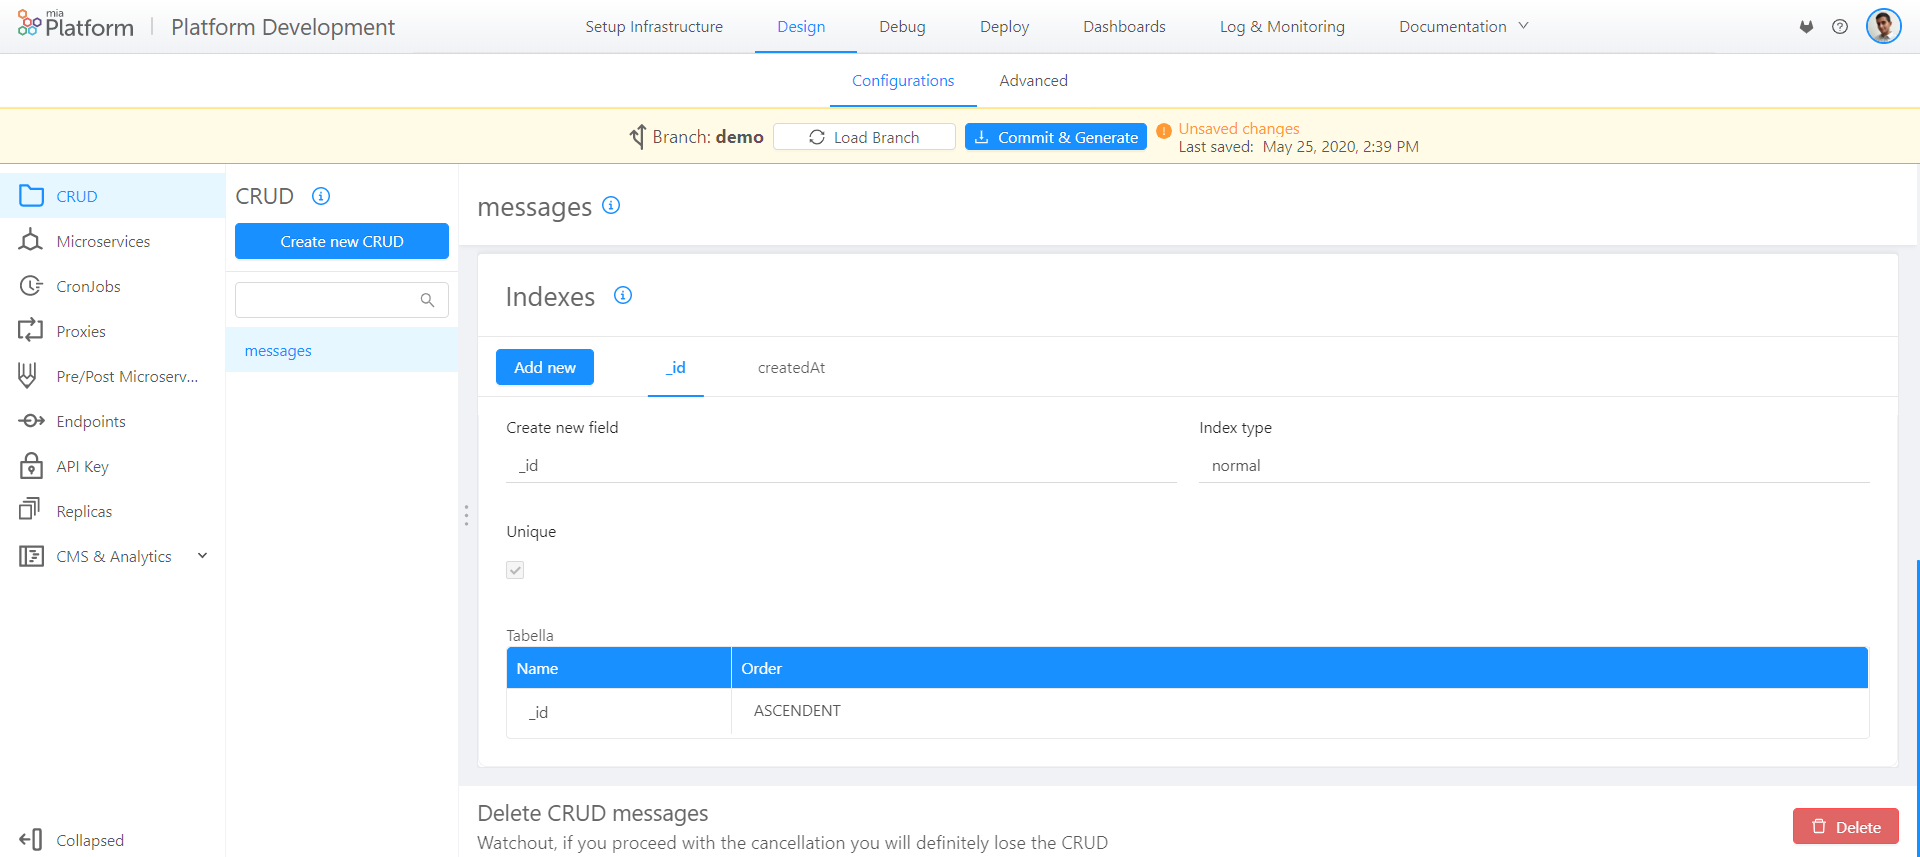 mia
Platform
Platform Development
Setup Infrastructure
Design
Debug
Deploy
Dashboards
Log & Monitoring
Documentation
Configurations
Advanced
Branch: demo
Load Branch
Commit & Generate
Unsaved changes
Last saved: May 25, 2020, 2:39 PM
CRUD
Microservices
CronJobs
Proxies
Pre/Post Microserv...
Endpoints
API Key
Replicas
CMS & Analytics
Collapsed
CRUD
Create new CRUD
messages
messages
Indexes
Add new
_id
createdAt
Create new field
_id
Index type
normal
Unique
Tabella
Name
Order
_id
ASCENDENT
Delete CRUD messages
Watchout, if you proceed with the cancellation you will definitely lose the CRUD
Delete